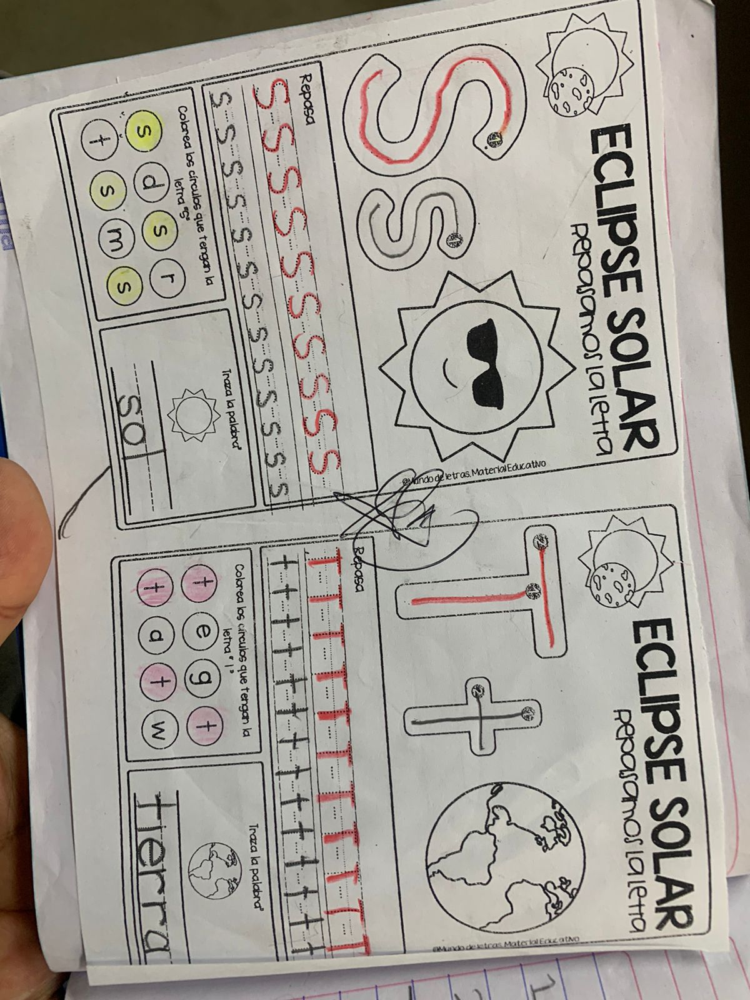 ECLIPSE SOLAR
Repasamos la letra
S s
@Mundo de letras. Material Educativo
Repasa
S S S S S S S S S S
s s s s s s s s s s s s s
Colorea los círculos que tengan la
letra "S"
s d s r
t s m s
Traza la palabra"
sol
ECLIPSE SOLAR
Repasamos la letra
T t
@Mundo de letras. Material Educativo
Repasa
T T T T T T T T T T T
t t t t t t t t t t t t t t
Colorea los círculos que tengan la
letra " l "
t e g t
t a t w
Traza la palabra"
tierra